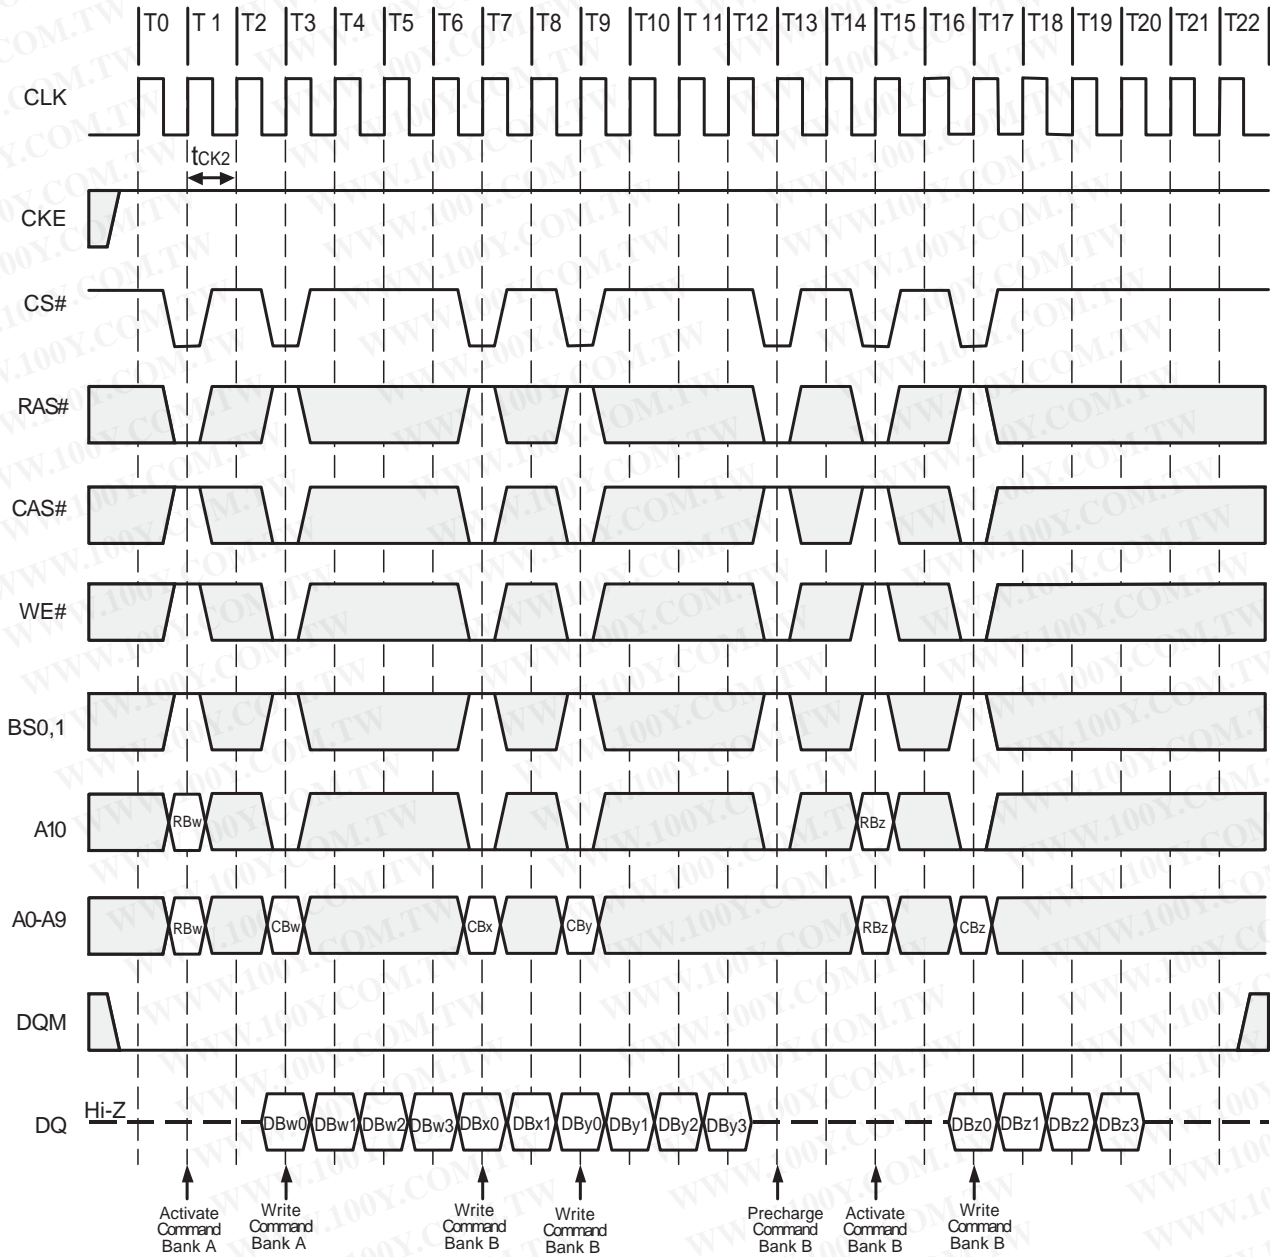 T0 T 1 T2 T3 T4 T5 T6 T7 T8 T9 T10 T 11 T12 T13 T14 T15 T16 T17 T18 T19 T20 T21 T22
CLK
tCK2
CKE
CS#
RAS#
CAS#
WE#
BS0,1
A10 RBw RBz
A0-A9 RBw CBw CBx CBy RBz CBz
DQM
DQ Hi-Z DBw0 DBw1 DBw2 DBw3 DBx0 DBx1 DBy0 DBy1 DBy2 DBy3 DBz0 DBz1 DBz2 DBz3
Activate
Command
Bank A
Write
Command
Bank A
Write
Command
Bank B
Write
Command
Bank B
Precharge
Command
Bank B
Activate
Command
Bank B
Write
Command
Bank B
WWW.100Y.COM.TW